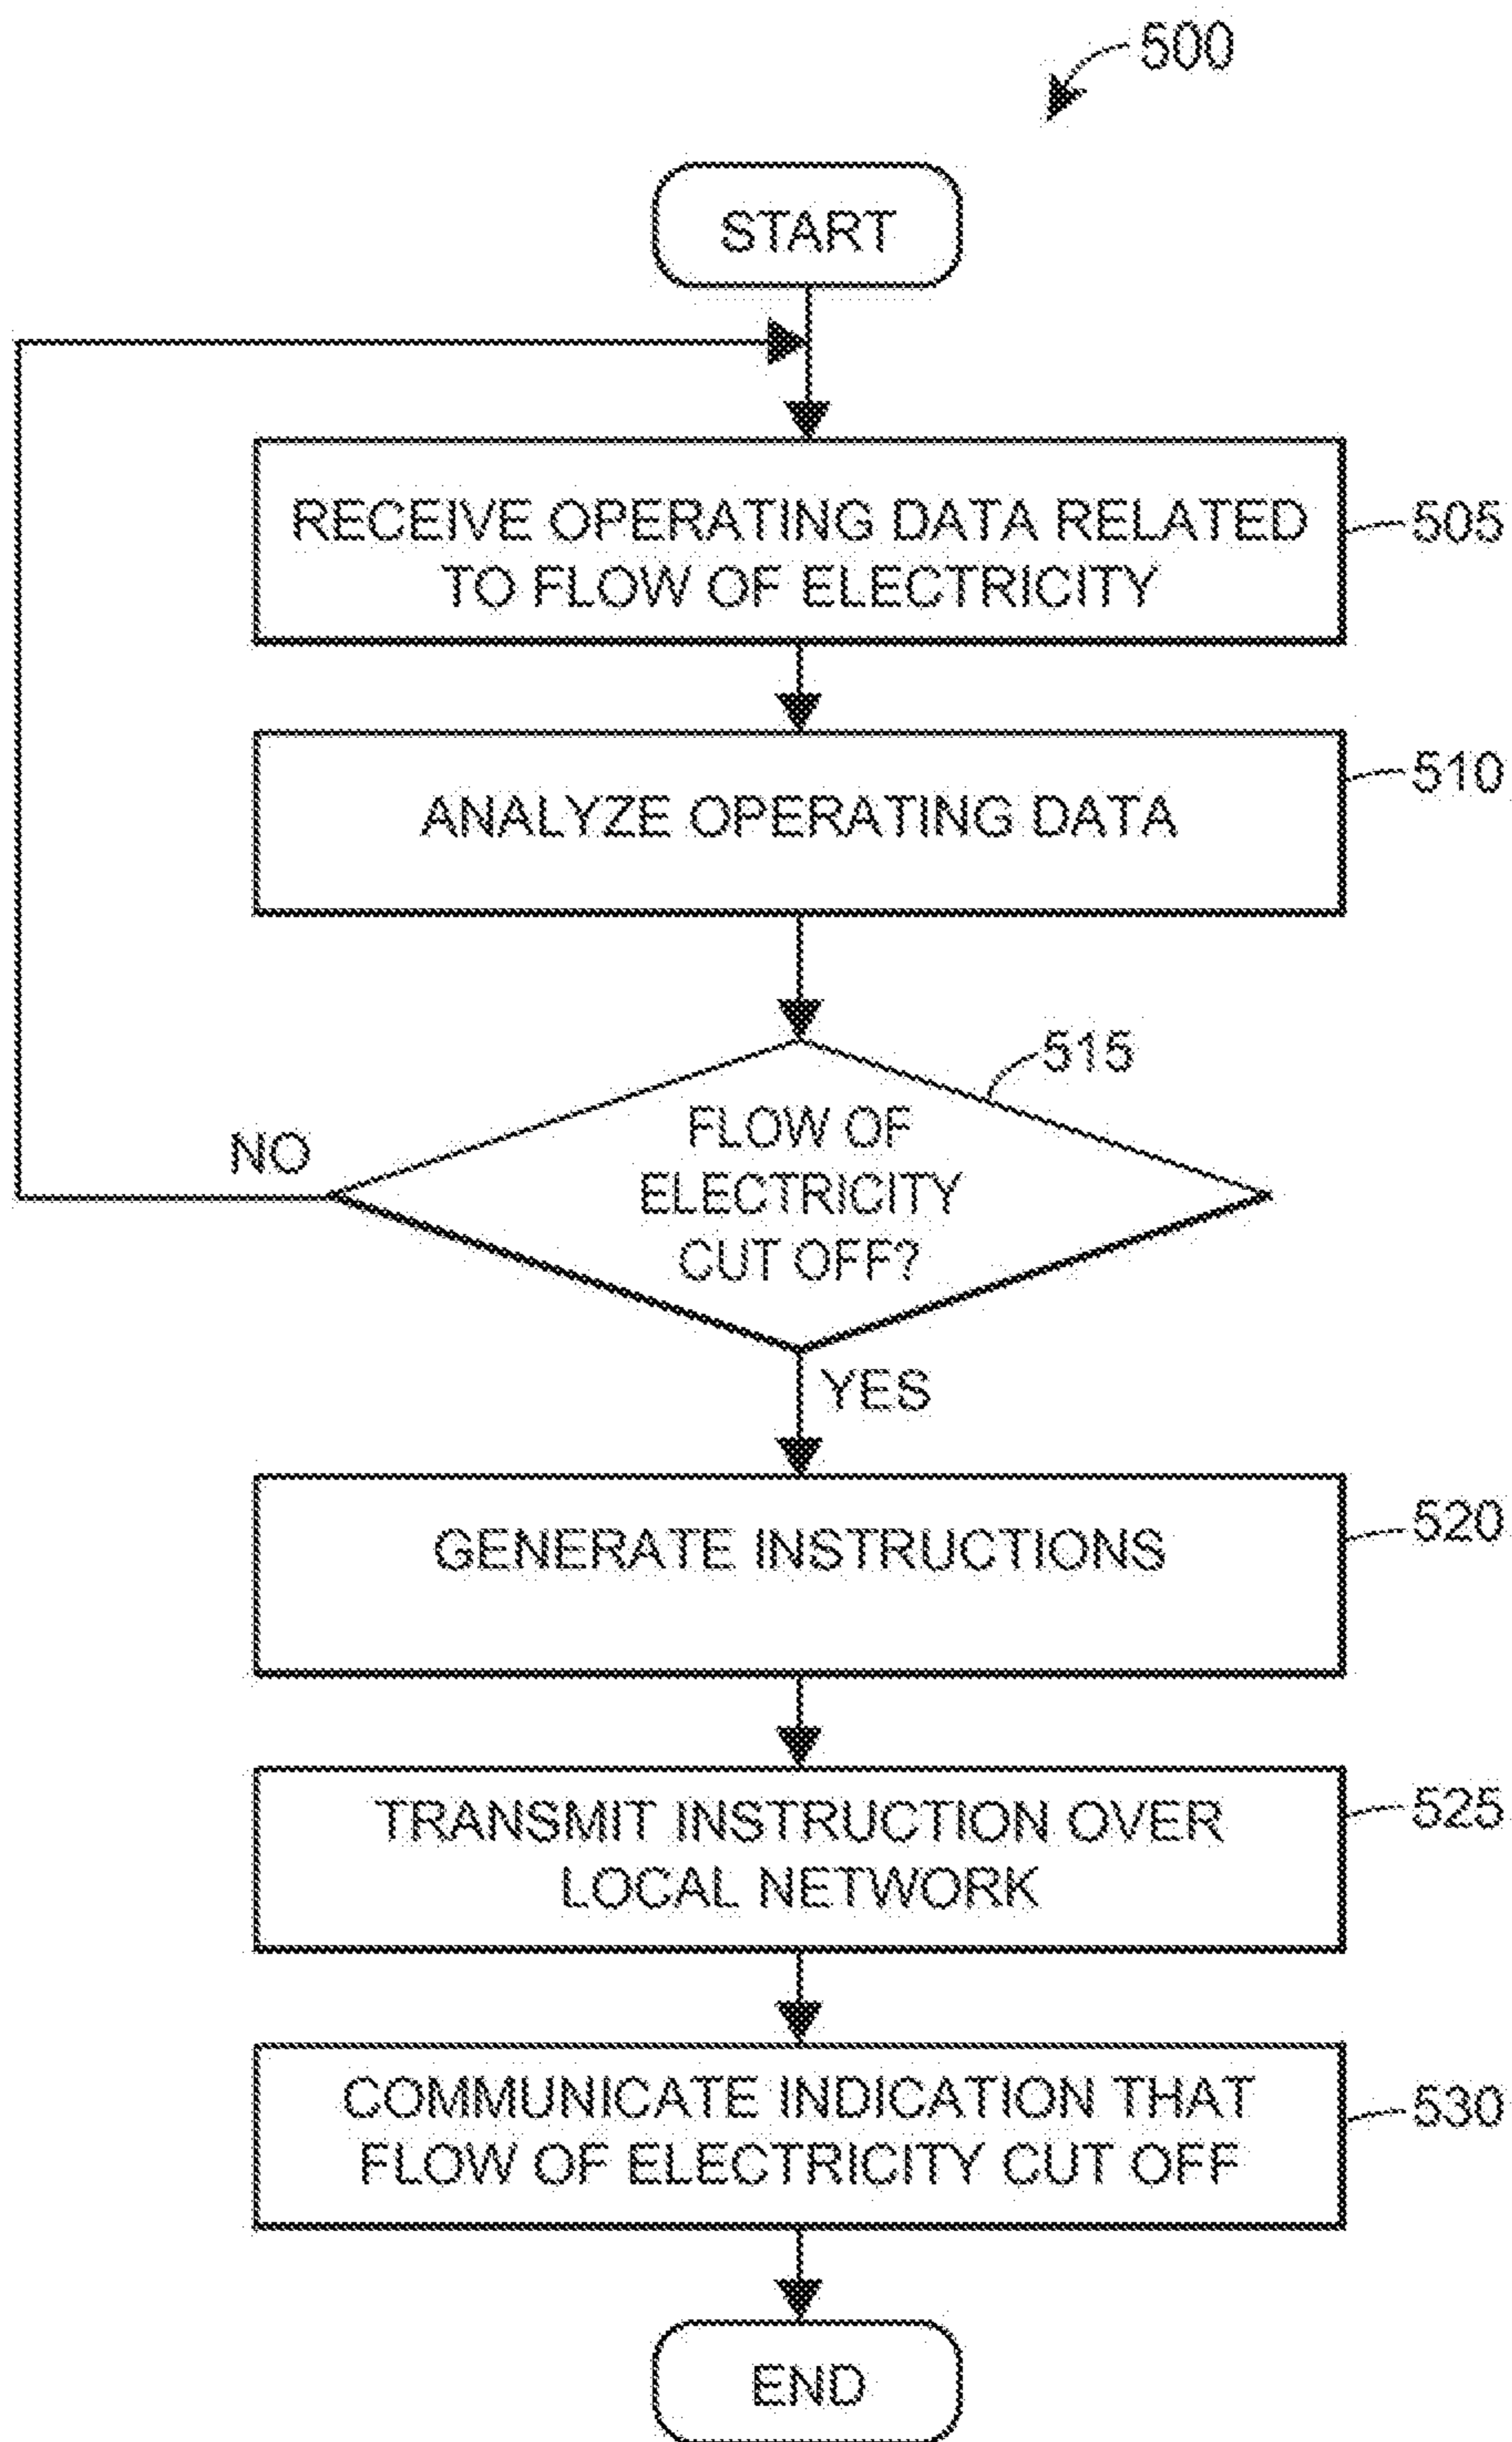 500
START
RECEIVE OPERATING DATA RELATED
TO FLOW OF ELECTRICITY
505
ANALYZE OPERATING DATA
510
515
FLOW OF
ELECTRICITY
CUT OFF?
NO
YES
GENERATE INSTRUCTIONS
520
TRANSMIT INSTRUCTION OVER
LOCAL NETWORK
525
COMMUNICATE INDICATION THAT
FLOW OF ELECTRICITY CUT OFF
530
END